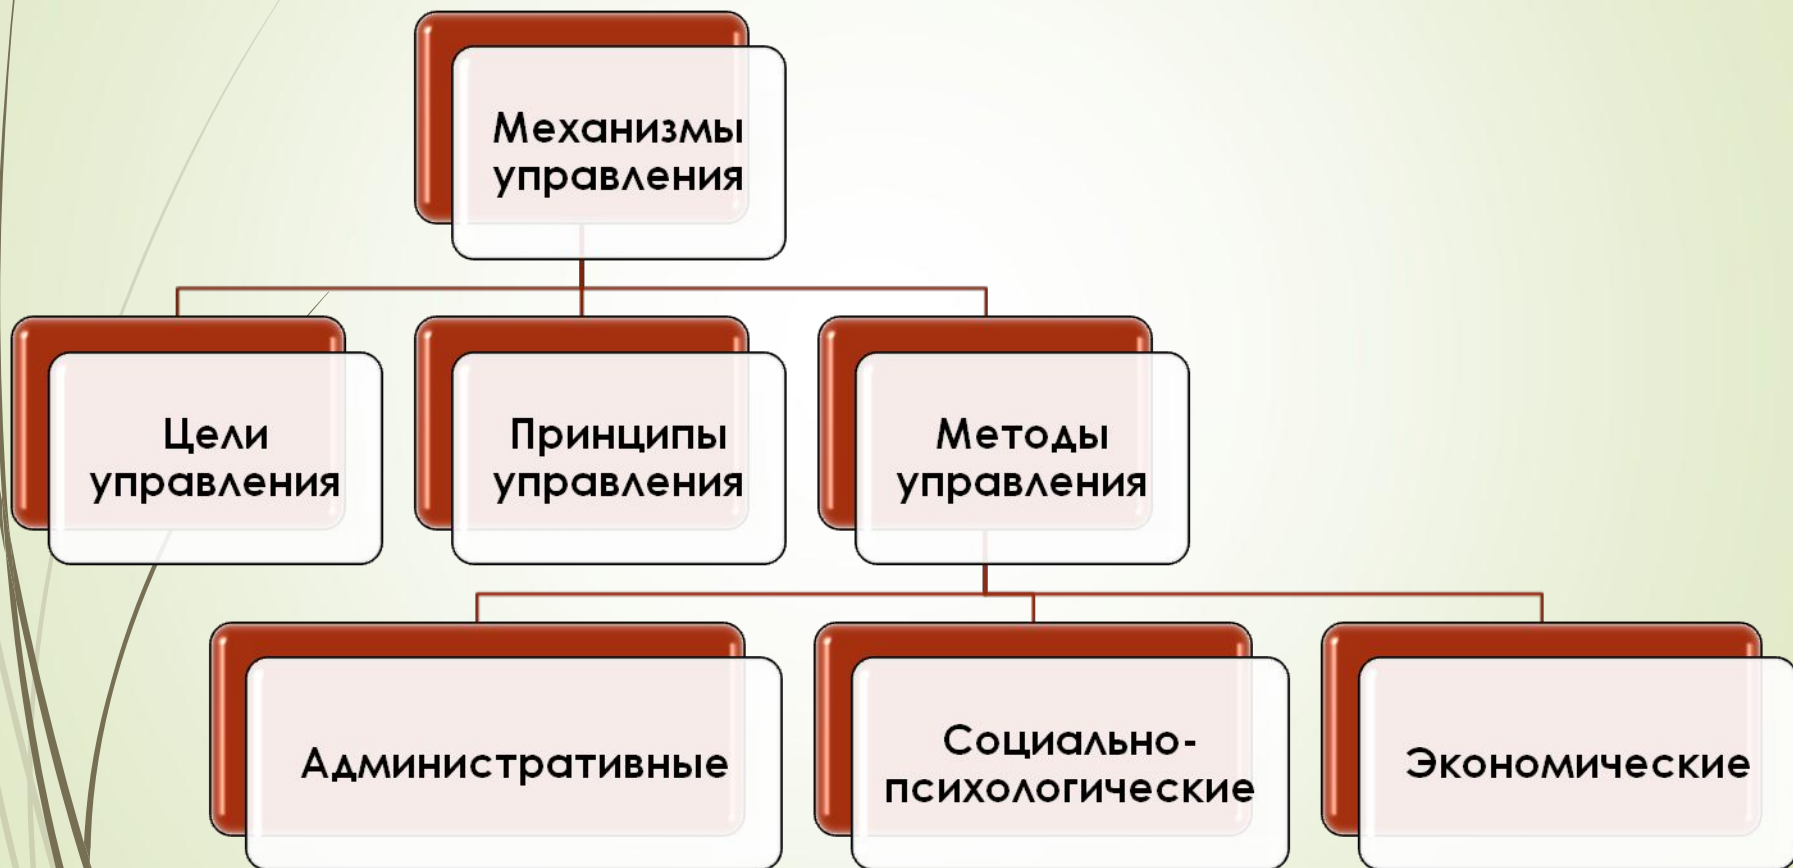 Механизмы
управления
Цели
управления
Принципы
управления
Методы
управления
Административные
Социально-
психологические
Экономические